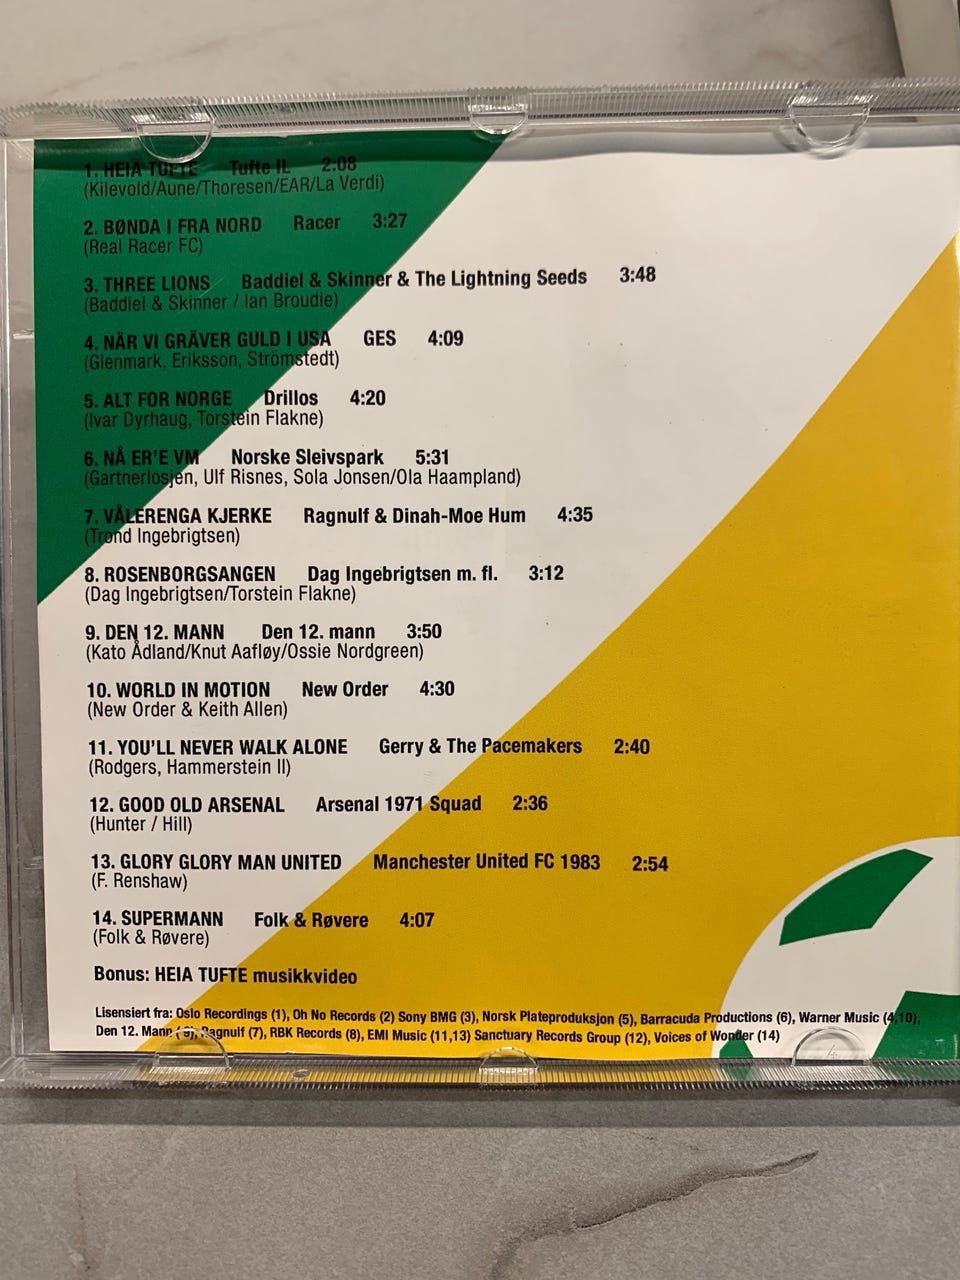 1. HEIA TUFTE Tufte IL 2:08
(Kilevold/Aune/Thoresen/EAR/La Verdi)
2. BØNDA I FRA NORD Racer 3:27
(Real Racer FC)
3. THREE LIONS Baddiel & Skinner & The Lightning Seeds 3:48
(Baddiel & Skinner / Ian Broudie)
4. NÄR VI GRÄVER GULD I USA GES 4:09
(Glenmark, Eriksson, Strömstedt)
5. ALT FOR NORGE Drillos 4:20
(Ivar Dyrhaug, Torstein Flakne)
6. NÅ ER'E VM Norske Sleivspark 5:31
(Gartnerlosjen, Ulf Risnes, Sola Jonsen/Ola Haampland)
7. VÅLERENGA KJERKE Ragnulf & Dinah-Moe Hum 4:35
(Trond Ingebrigtsen)
8. ROSENBORGSANGEN Dag Ingebrigtsen m. fl. 3:12
(Dag Ingebrigtsen/Torstein Flakne)
9. DEN 12. MANN Den 12. mann 3:50
(Kato Ådland/Knut Aafløy/Ossie Nordgreen)
10. WORLD IN MOTION New Order 4:30
(New Order & Keith Allen)
11. YOU'LL NEVER WALK ALONE Gerry & The Pacemakers 2:40
(Rodgers, Hammerstein II)
12. GOOD OLD ARSENAL Arsenal 1971 Squad 2:36
(Hunter / Hill)
13. GLORY GLORY MAN UNITED Manchester United FC 1983 2:54
(F. Renshaw)
14. SUPERMANN Folk & Røvere 4:07
(Folk & Røvere)
Bonus: HEIA TUFTE musikkvideo
Lisensiert fra: Oslo Recordings (1), Oh No Records (2) Sony BMG (3), Norsk Plateproduksjon (5), Barracuda Productions (6), Warner Music (4,10),
Den 12. Mann (9), Ragnulf (7), RBK Records (8), EMI Music (11,13) Sanctuary Records Group (12), Voices of Wonder (14)